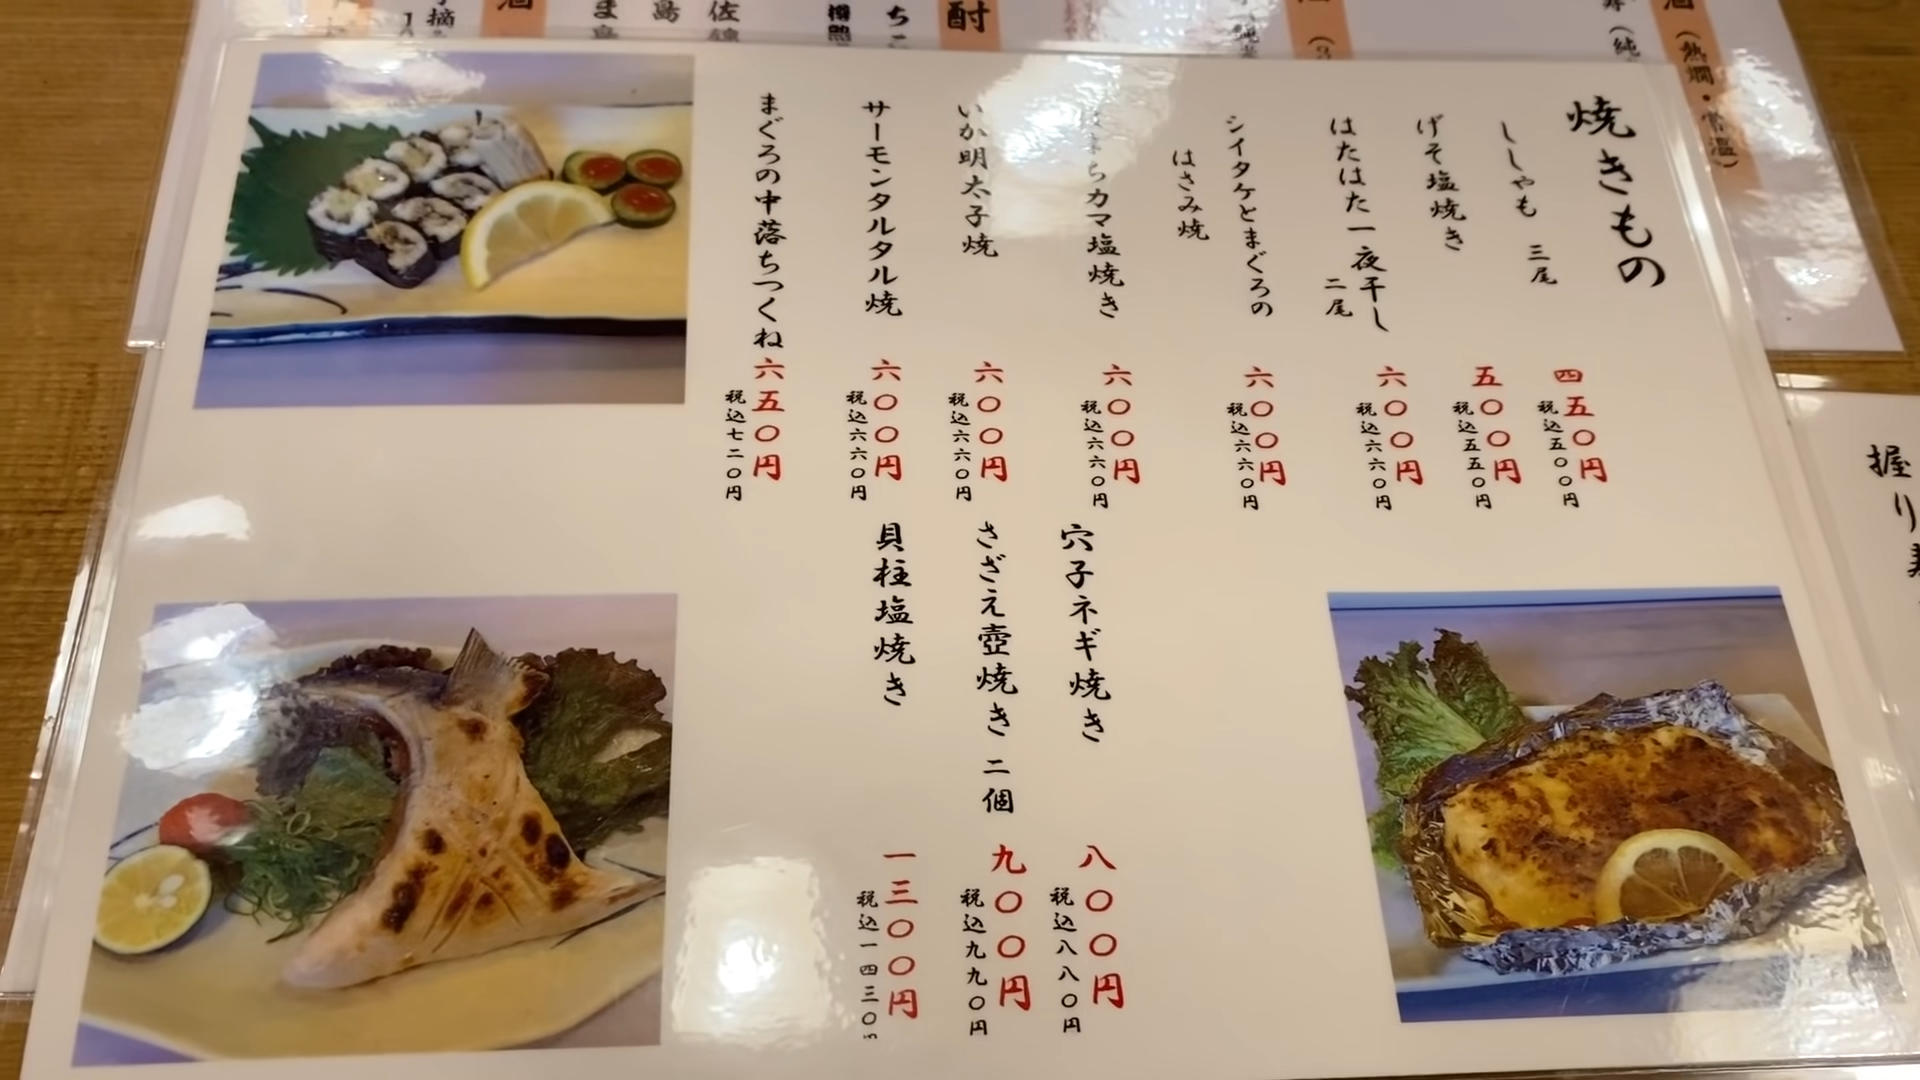 焼きもの
ししゃも 三尾
四五〇円
税込五〇〇円
げそ塩焼き
五〇〇円
税込五五〇円
はたはた一夜干し
二尾
六〇〇円
税込六六〇円
シイタケとまぐろの
はさみ焼
六〇〇円
税込六六〇円
カマ塩焼き
六〇〇円
税込六六〇円
いか明太子焼
六〇〇円
税込六六〇円
サーモンタルタル焼
六〇〇円
税込六六〇円
まぐろの中落ちつくね
六五〇円
税込七二〇円
穴子ネギ焼き
八〇〇円
税込八八〇円
さざえ壺焼き 二個
九〇〇円
税込九九〇円
貝柱塩焼き
一三〇〇円
税込一四三〇円
握り
(熱燗・常温)